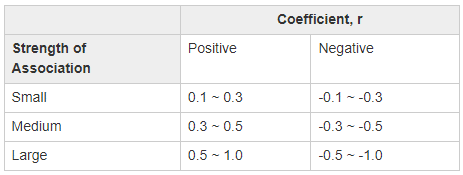 Coefficient, r
Strength of Positive Negative
Association
Small 0.1 ~ 0.3 -0.1 ~ -0.3
Medium 0.3 ~ 0.5 -0.3 ~ -0.5
Large 0.5 ~ 1.0 -0.5 ~ -1.0